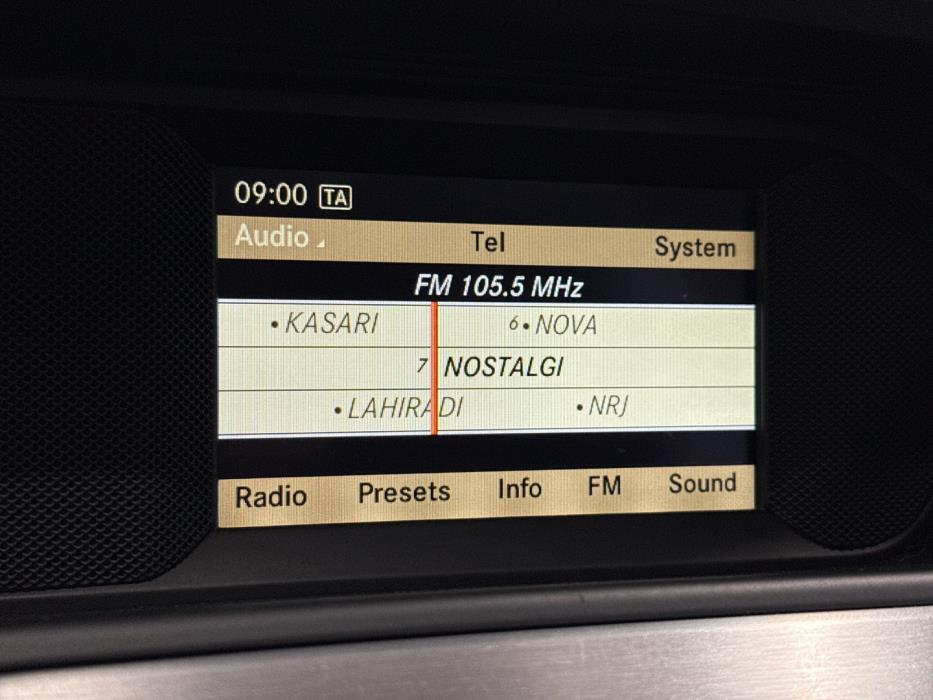 09:00 TA
Audio Tel System
FM 105.5 MHz
•KASARI 6•NOVA
7 NOSTALGI
•LAHIRADI •NRJ
Radio Presets Info FM Sound